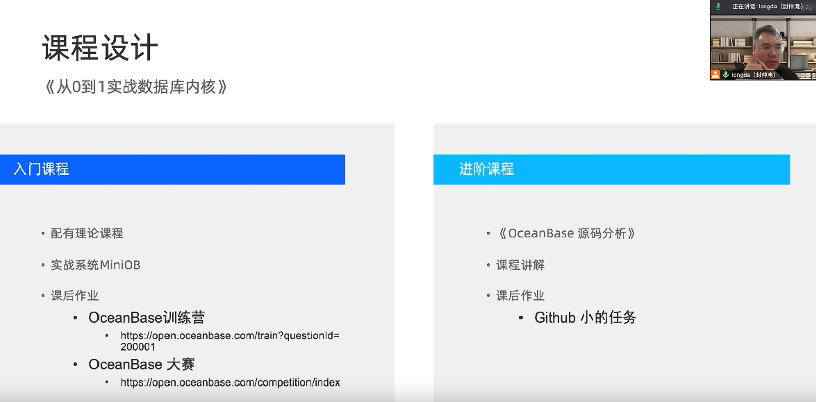 正在讲话: longda（封仲淹）;
longda（封仲淹）
课程设计
《从0到1实战数据库内核》
入门课程
• 配有理论课程
• 实战系统MiniOB
• 课后作业
• OceanBase训练营
• https://open.oceanbase.com/train?questionId=
200001
• OceanBase 大赛
• https://open.oceanbase.com/competition/index
进阶课程
• 《OceanBase 源码分析》
• 课程讲解
• 课后作业
• Github 小的任务